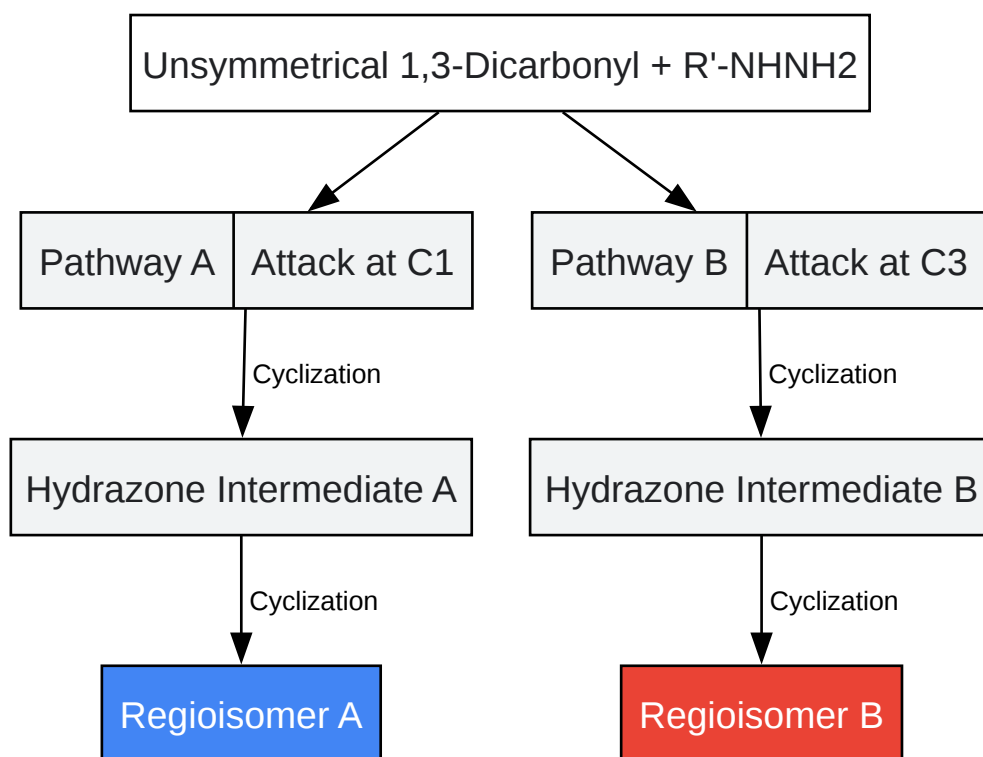 Unsymmetrical 1,3-Dicarbonyl + R'-NHNH2
Pathway A
Attack at C1
Pathway B
Attack at C3
Cyclization
Cyclization
Hydrazone Intermediate A
Hydrazone Intermediate B
Cyclization
Cyclization
Regioisomer A
Regioisomer B